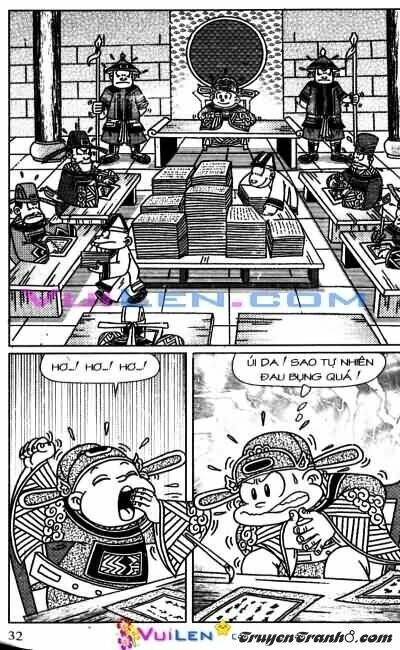 VUILEN.COM
HƠ...! HƠ...! HƠ...!
ÚI DA! SAO TỰ NHIÊN
ĐAU BỤNG QUÁ!
32
VUILEN
TruyenTranh8.com